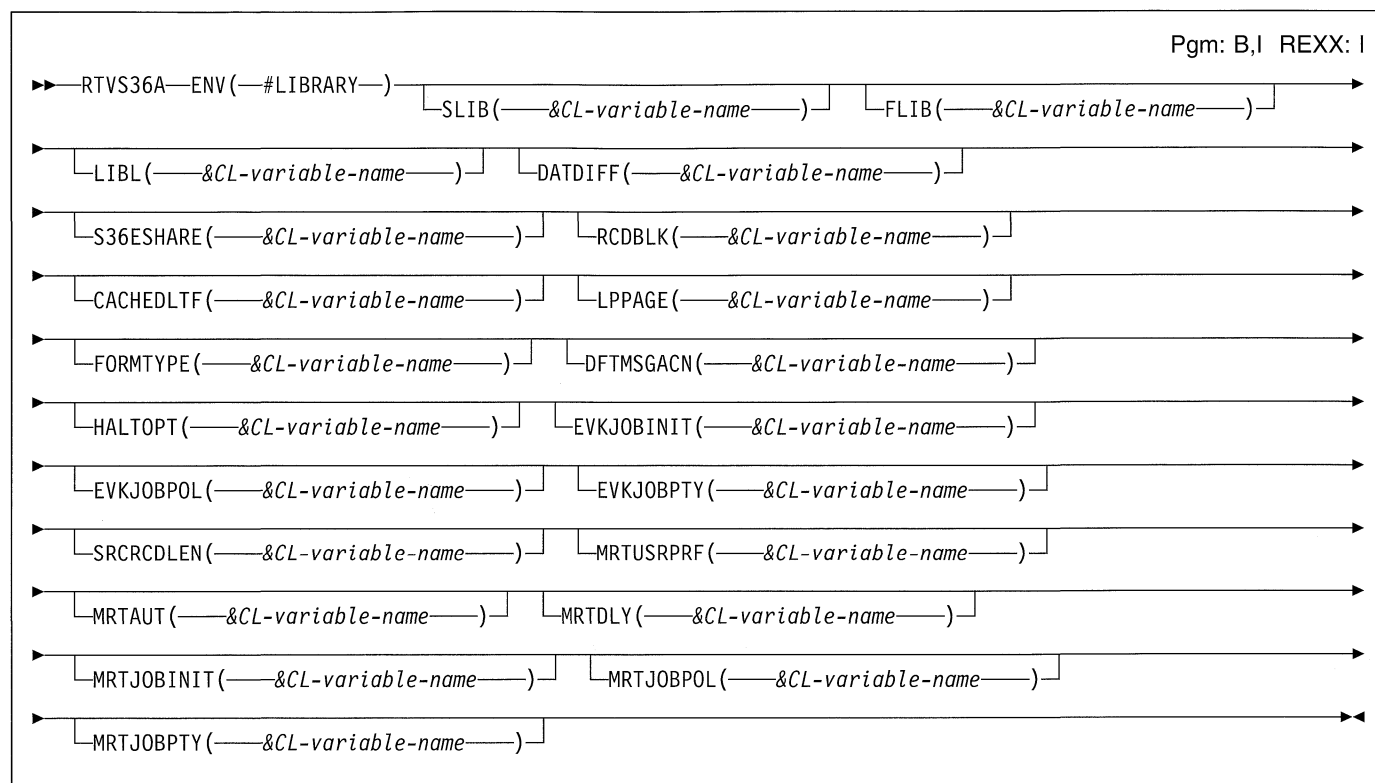 Pgm: B,I REXX: I
RTVS36A—ENV(—#LIBRARY—) SLIB(—&CL-variable-name—) FLIB(—&CL-variable-name—)
LIBL(—&CL-variable-name—) DATDIFF(—&CL-variable-name—)
S36ESHARE(—&CL-variable-name—) RCDBLK(—&CL-variable-name—)
CACHEDLTF(—&CL-variable-name—) LPPAGE(—&CL-variable-name—)
FORMTYPE(—&CL-variable-name—) DFTMSGACN(—&CL-variable-name—)
HALTOPT(—&CL-variable-name—) EVKJOBINIT(—&CL-variable-name—)
EVKJOBPOL(—&CL-variable-name—) EVKJOBPTY(—&CL-variable-name—)
SRCRCDLEN(—&CL-variable-name—) MRTUSRPRF(—&CL-variable-name—)
MRTAUT(—&CL-variable-name—) MRTDLY(—&CL-variable-name—)
MRTJOBINIT(—&CL-variable-name—) MRTJOBPOL(—&CL-variable-name—)
MRTJOBPTY(—&CL-variable-name—)